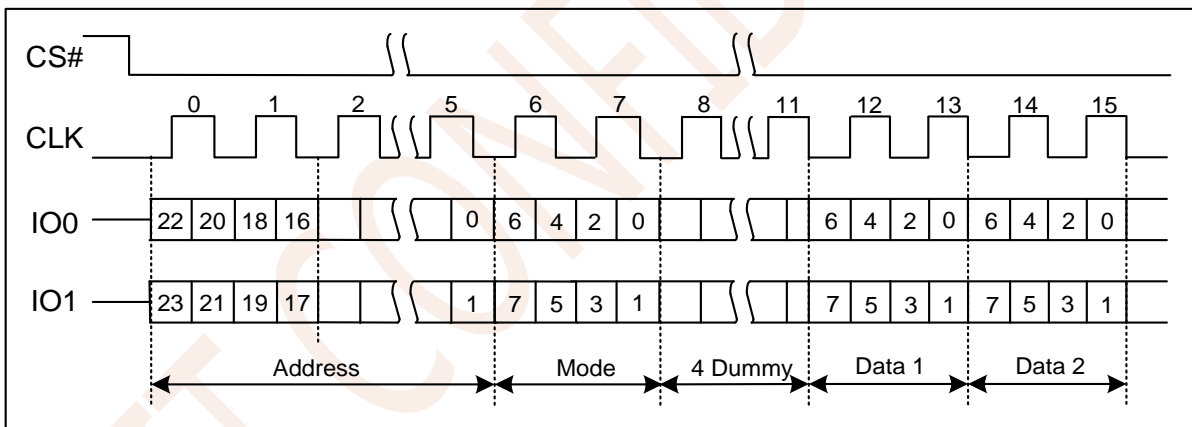 CS#
0 1 2 5 6 7 8 11 12 13 14 15
CLK
IO0 22 20 18 16 0 6 4 2 0 6 4 2 0 6 4 2 0
IO1 23 21 19 17 1 7 5 3 1 7 5 3 1 7 5 3 1
Address Mode 4 Dummy Data 1 Data 2